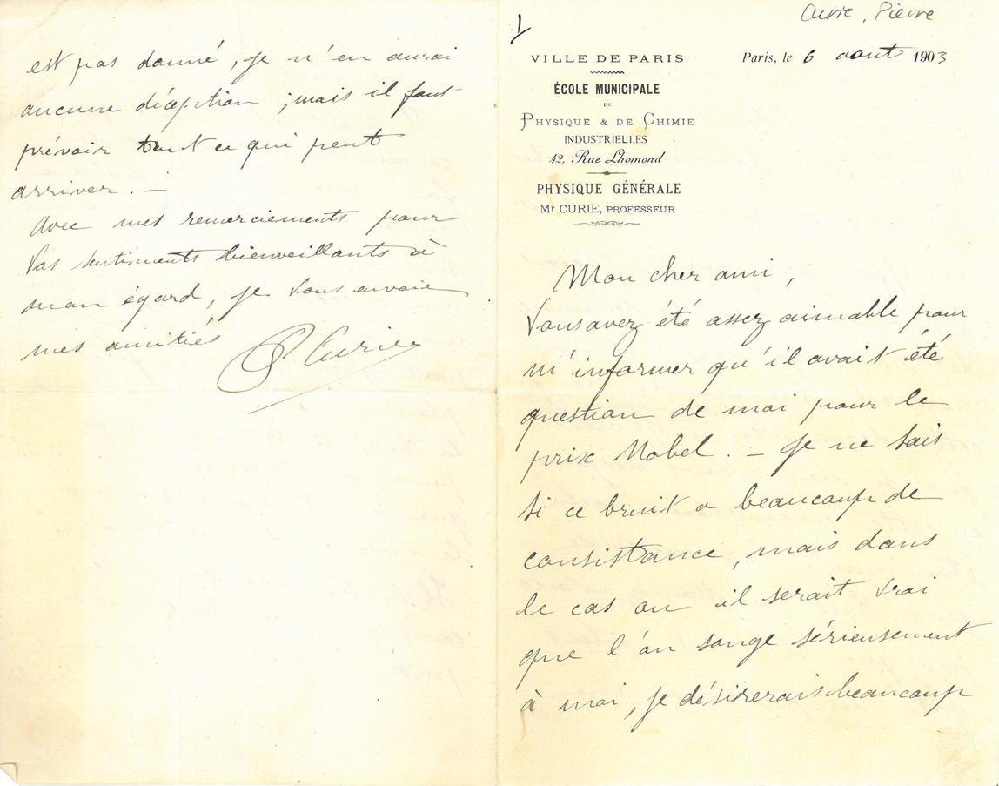 Curie, Pierre
1
VILLE DE PARIS
ÉCOLE MUNICIPALE
DE
PHYSIQUE & DE CHIMIE
INDUSTRIELLES
42, Rue Lhomond
PHYSIQUE GÉNÉRALE
Mr CURIE, PROFESSEUR
Paris, le 6 aout 1903
Mon cher ami,
Vous avez été assez aimable pour
m'informer qu'il avait été
question de moi pour le
prix Nobel. – Je ne sais
si ce bruit a beaucoup de
consistance, mais dans
le cas ou il serait vrai
que l'on songe sérieusement
à moi, je désirerais beaucoup
est pas donné, je n'en aurai
aucune déception ; mais il faut
prévoir tout ce qui peut
arriver. –
Avec mes remerciements pour
Vos sentiments bienveillants à
mon égard, je vous envoie
mes amitiés
P Curie